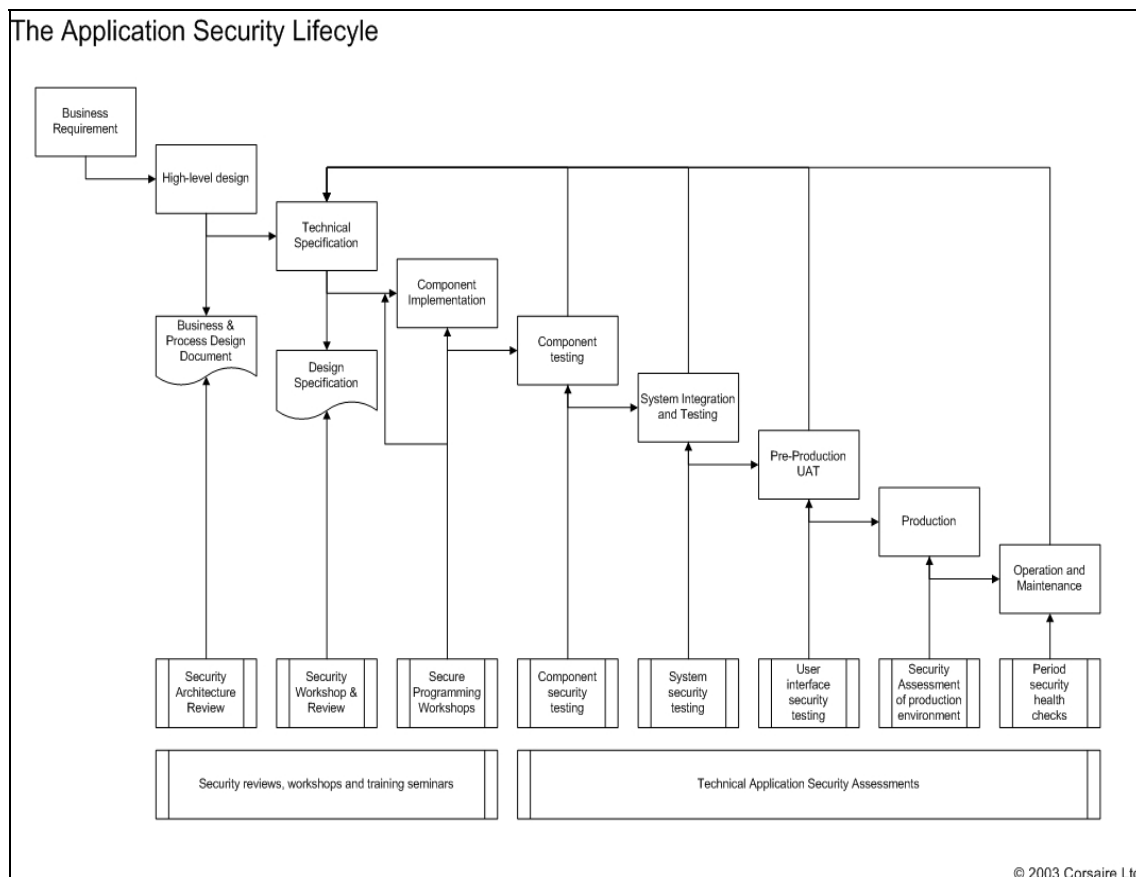 The Application Security Lifecyle
Business
Requirement
High-level design
Technical
Specification
Component
Implementation
Business &
Process Design
Document
Design
Specification
Component
testing
System Integration
and Testing
Pre-Production
UAT
Production
Operation and
Maintenance
Security
Architecture
Review
Security
Workshop &
Review
Secure
Programming
Workshops
Component
security
testing
System
security
testing
User
interface
security
testing
Security
Assessment
of production
environment
Period
security
health
checks
Security reviews, workshops and training seminars
Technical Application Security Assessments
© 2003 Corsaire Ltd